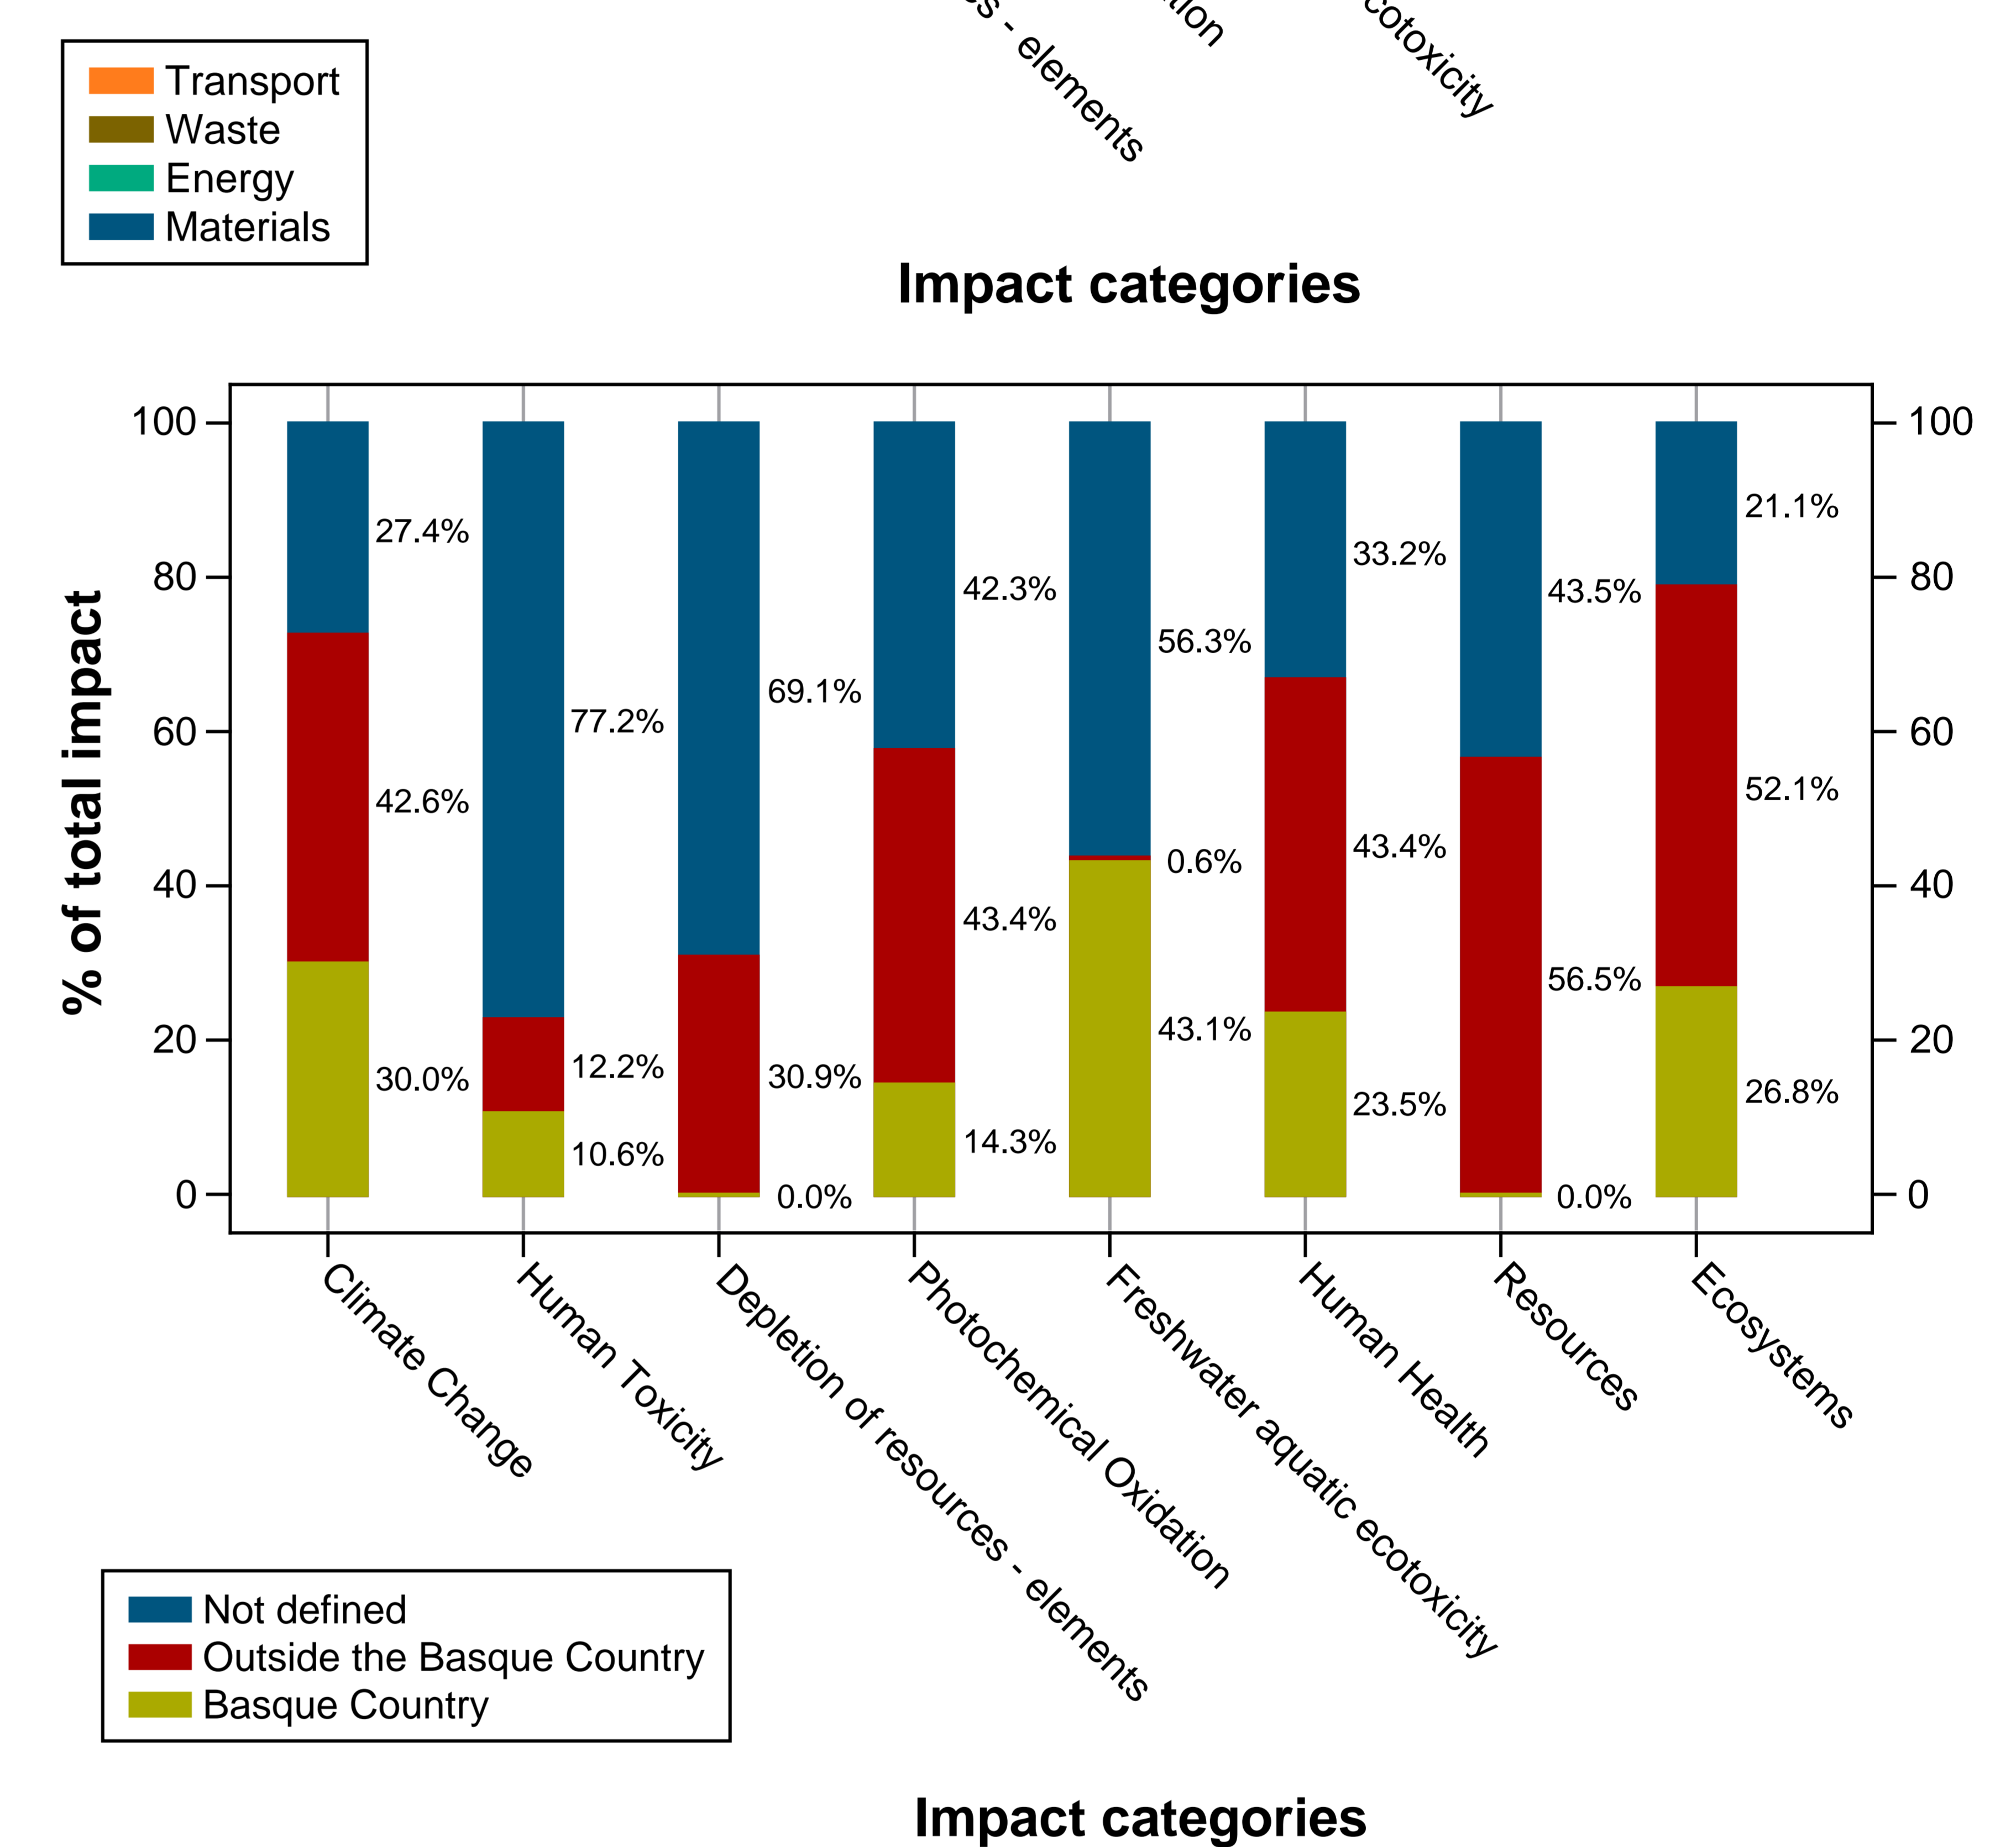 - elements
Transport
Waste
Energy
Materials
Impact categories
% of total impact
100
80
60
40
20
0
27.4%
42.6%
30.0%
77.2%
12.2%
10.6%
69.1%
30.9%
0.0%
42.3%
43.4%
14.3%
56.3%
0.6%
43.1%
33.2%
43.4%
23.5%
43.5%
56.5%
0.0%
21.1%
52.1%
26.8%
100
80
60
40
20
0
Climate Change
Human Toxicity
Depletion of resources - elements
Photochemical Oxidation
Freshwater aquatic ecotoxicity
Human Health
Resources
Ecosystems
Not defined
Outside the Basque Country
Basque Country
Impact categories